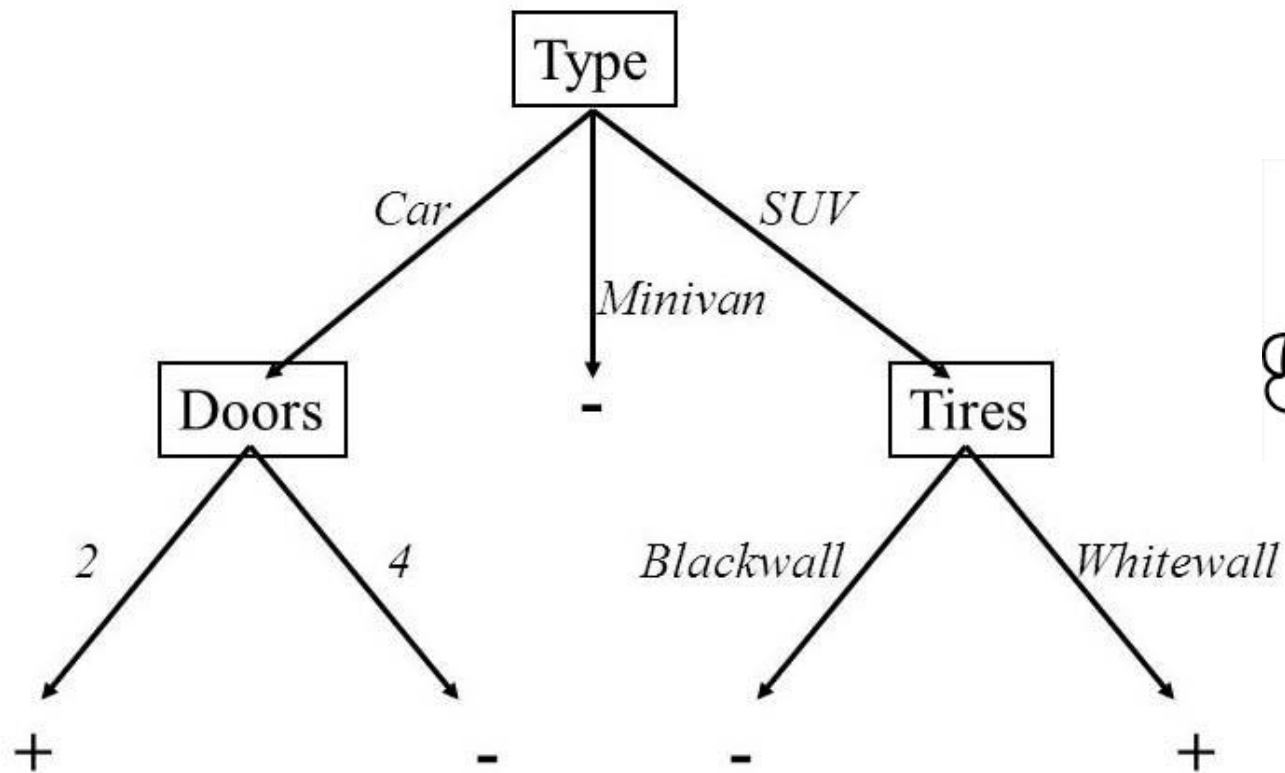 Type
Car
SUV
Minivan
Doors
-
Tires
2
4
Blackwall
Whitewall
+
-
-
+